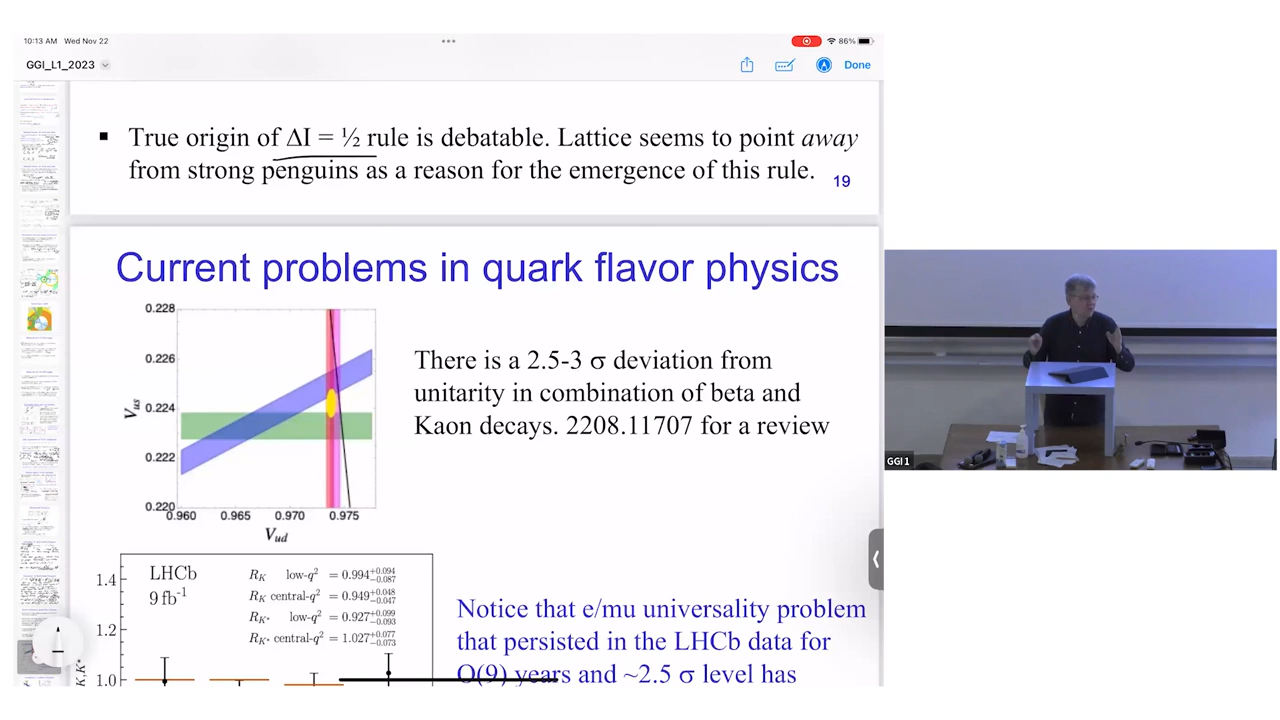 10:13 AM Wed Nov 22
86%
GGI_L1_2023
Done
▪ True origin of ΔI = ½ rule is debatable. Lattice seems to point away
from strong penguins as a reason for the emergence of this rule.
19
Current problems in quark flavor physics
0.228
0.226
0.224
0.222
0.220
V_us
0.960 0.965 0.970 0.975
V_ud
There is a 2.5-3 σ deviation from
unitarity in combination of beta and
Kaon decays. 2208.11707 for a review
LHCb
9 fb⁻¹
R_K low-q² = 0.994^{+0.094}_{-0.087}
R_K central-q² = 0.949^{+0.048}_{-0.047}
R_K* low-q² = 0.927^{+0.099}_{-0.093}
R_K* central-q² = 1.027^{+0.077}_{-0.073}
1.4
1.2
1.0
Notice that e/mu universality problem
that persisted in the LHCb data for
O(9) years and ~2.5 σ level has
GGI 1